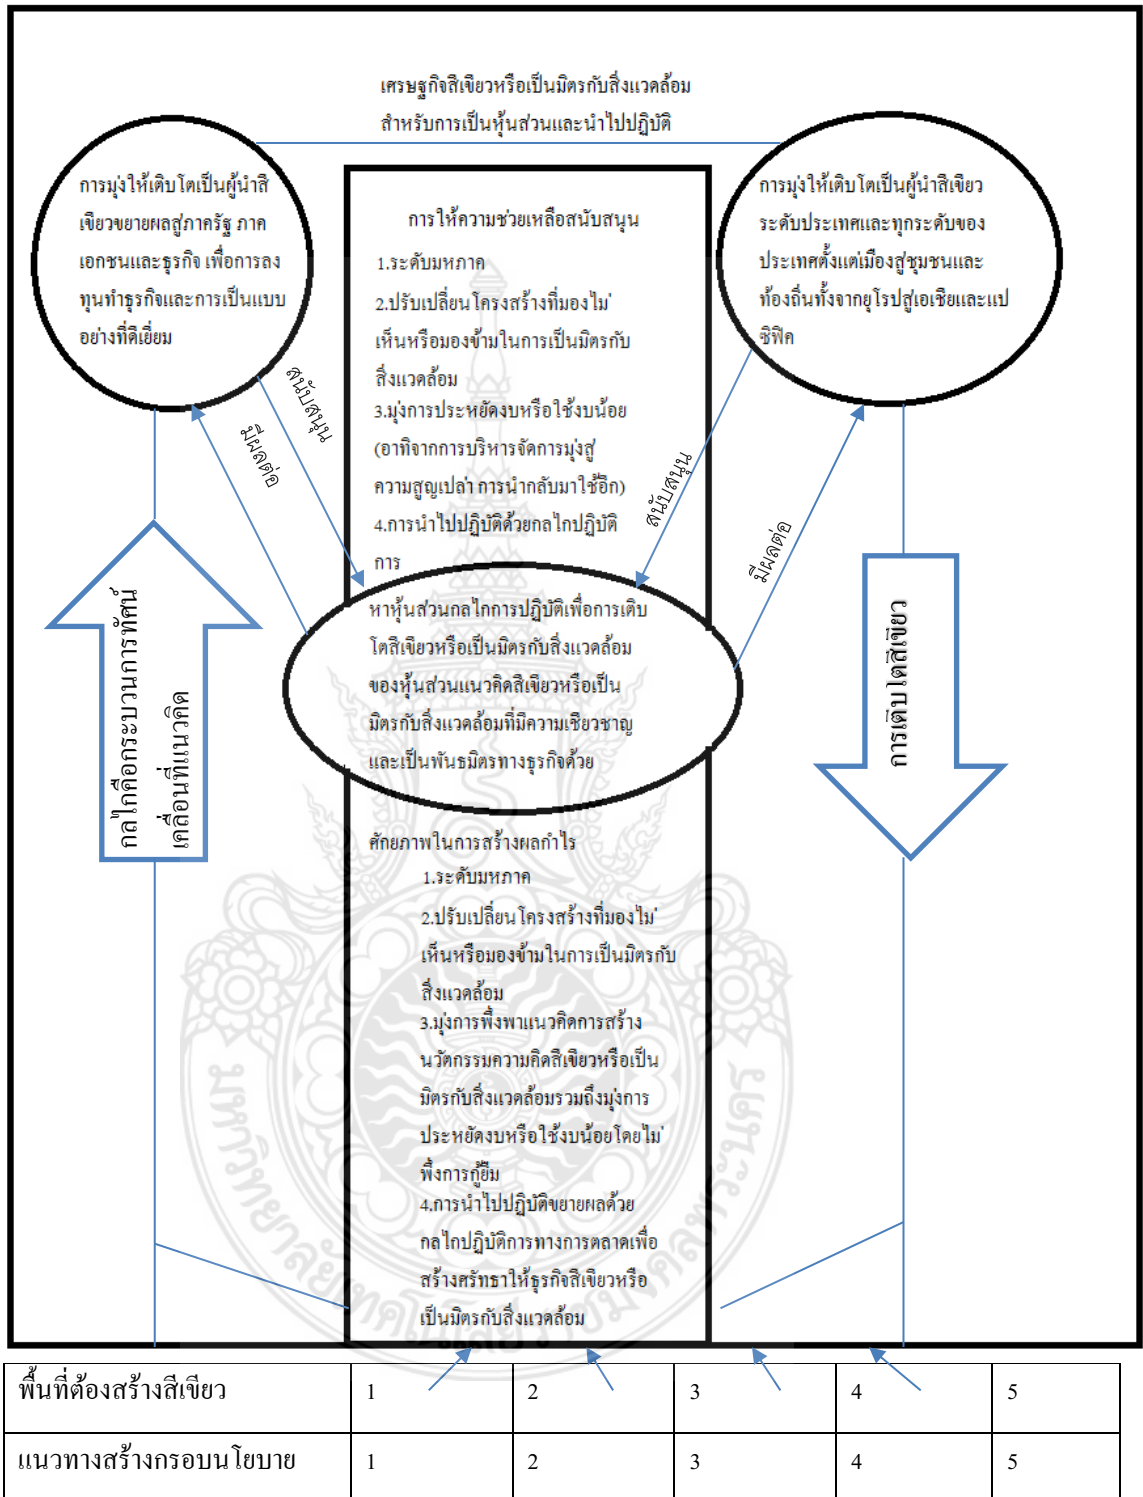 เศรษฐกิจสีเขียวหรือเป็นมิตรกับสิ่งแวดล้อม
สำหรับการเป็นหุ้นส่วนและนำไปปฏิบัติ
การมุ่งให้เติบโตเป็นผู้นำสี
เขียวขยายผลสู่ภาครัฐ ภาค
เอกชนและธุรกิจ เพื่อการลง
ทุนทำธุรกิจและการเป็นแบบ
อย่างที่ดีเยี่ยม
การมุ่งให้เติบโตเป็นผู้นำสีเขียว
ระดับประเทศและทุกระดับของ
ประเทศตั้งแต่เมืองสู่ชุมชนและ
ท้องถิ่นทั้งจากยุโรปสู่เอเชียและแป
ซิฟิค
การให้ความช่วยเหลือสนับสนุน
1.ระดับมหภาค
2.ปรับเปลี่ยนโครงสร้างที่มองไม่
เห็นหรือมองข้ามในการเป็นมิตรกับ
สิ่งแวดล้อม
3.มุ่งการประหยัดงบหรือใช้งบน้อย
(อาทิจากการบริหารจัดการมุ่งสู่
ความสูญเปล่า การนำกลับมาใช้อีก)
4.การนำไปปฏิบัติด้วยกลไกปฏิบัติ
การ
สนับสนุน
มีผลต่อ
สนับสนุน
มีผลต่อ
หาหุ้นส่วนกลไกการปฏิบัติเพื่อการเติบ
โตสีเขียวหรือเป็นมิตรกับสิ่งแวดล้อม
ของหุ้นส่วนแนวคิดสีเขียวหรือเป็น
มิตรกับสิ่งแวดล้อมที่มีความเชียวชาญ
และเป็นพันธมิตรทางธุรกิจด้วย
กลไกคือกระบวนการทัศน์
เคลื่อนที่แนวคิด
การเติบโตสีเขียว
ศักยภาพในการสร้างผลกำไร
1.ระดับมหภาค
2.ปรับเปลี่ยนโครงสร้างที่มองไม่
เห็นหรือมองข้ามในการเป็นมิตรกับ
สิ่งแวดล้อม
3.มุ่งการพึ่งพาแนวคิดการสร้าง
นวัตกรรมความคิดสีเขียวหรือเป็น
มิตรกับสิ่งแวดล้อมรวมถึงมุ่งการ
ประหยัดงบหรือใช้งบน้อยโดยไม่
พึ่งการกู้ยืม
4.การนำไปปฏิบัติขยายผลด้วย
กลไกปฏิบัติการทางการตลาดเพื่อ
สร้างศรัทธาให้ธุรกิจสีเขียวหรือ
เป็นมิตรกับสิ่งแวดล้อม
มหาวิทยาลัยเทคโนโลยีราชมงคลพระนคร
พื้นที่ต้องสร้างสีเขียว 1 2 3 4 5
แนวทางสร้างกรอบนโยบาย 1 2 3 4 5